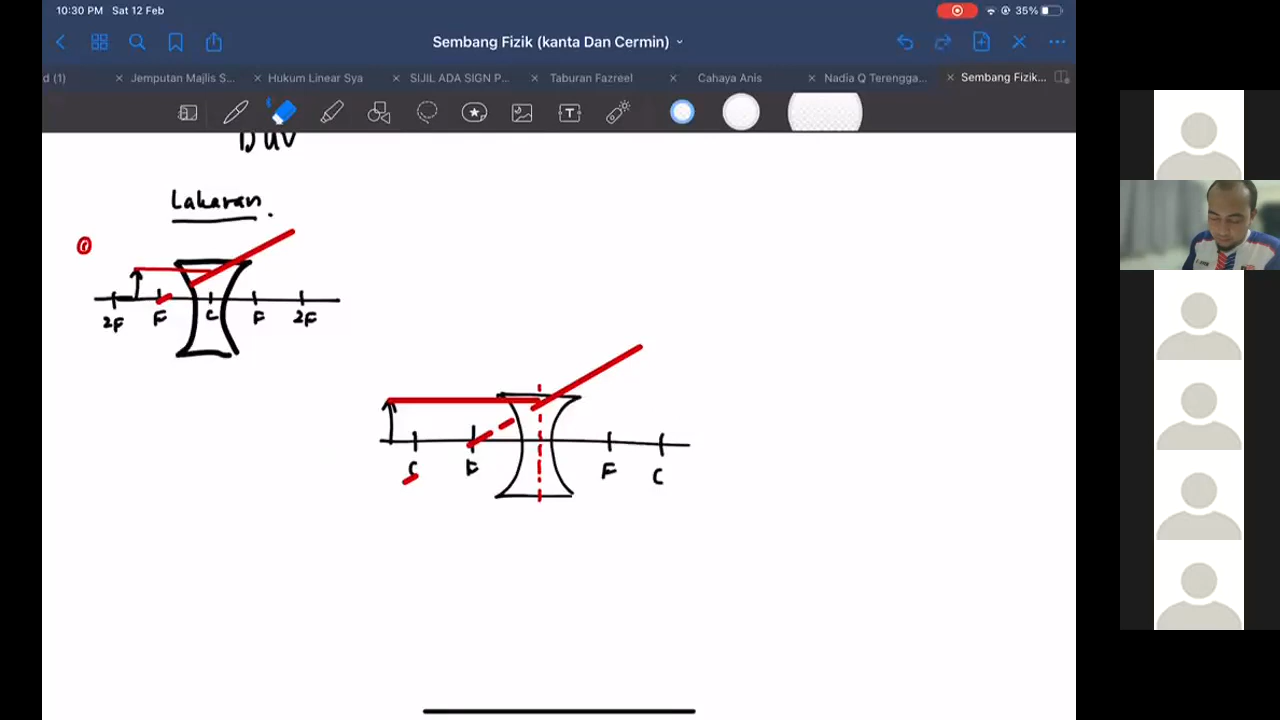 10:30 PM Sat 12 Feb 35%
Sembang Fizik (kanta Dan Cermin)
d (1) Jemputan Majlis S... Hukum Linear Sya SIJIL ADA SIGN P... Taburan Fazreel Cahaya Anis Nadia Q Terengga... Sembang Fizik...
Lakaran.
2F F C F 2F
C F F C